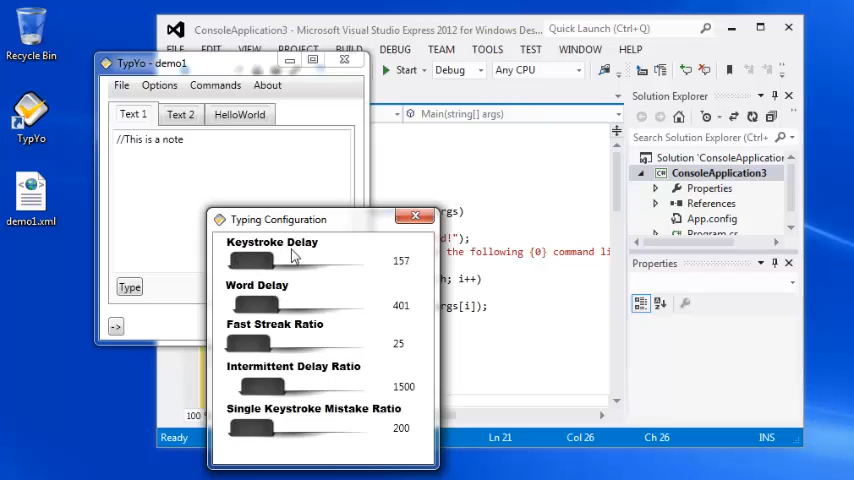 Recycle Bin
TypYo
demo1.xml
ConsoleApplication3 - Microsoft Visual Studio Express 2012 for Windows Des...
Quick Launch (Ctrl+Q)
FILE EDIT VIEW PROJECT BUILD DEBUG TEAM TOOLS TEST WINDOW HELP
Start Debug Any CPU
Main(string[] args)
gs)
d!");
the following {0} command li
h; i++)
rgs[i]);
100 %
Ready Ln 21 Col 26 Ch 26 INS
Solution Explorer
Search Solution Explorer (Ctrl+
Solution 'ConsoleApplication
ConsoleApplication3
Properties
References
App.config
Program.cs
Properties
TypYo - demo1
File Options Commands About
Text 1 Text 2 HelloWorld
//This is a note
Type
->
Typing Configuration
Keystroke Delay
157
Word Delay
401
Fast Streak Ratio
25
Intermittent Delay Ratio
1500
Single Keystroke Mistake Ratio
200